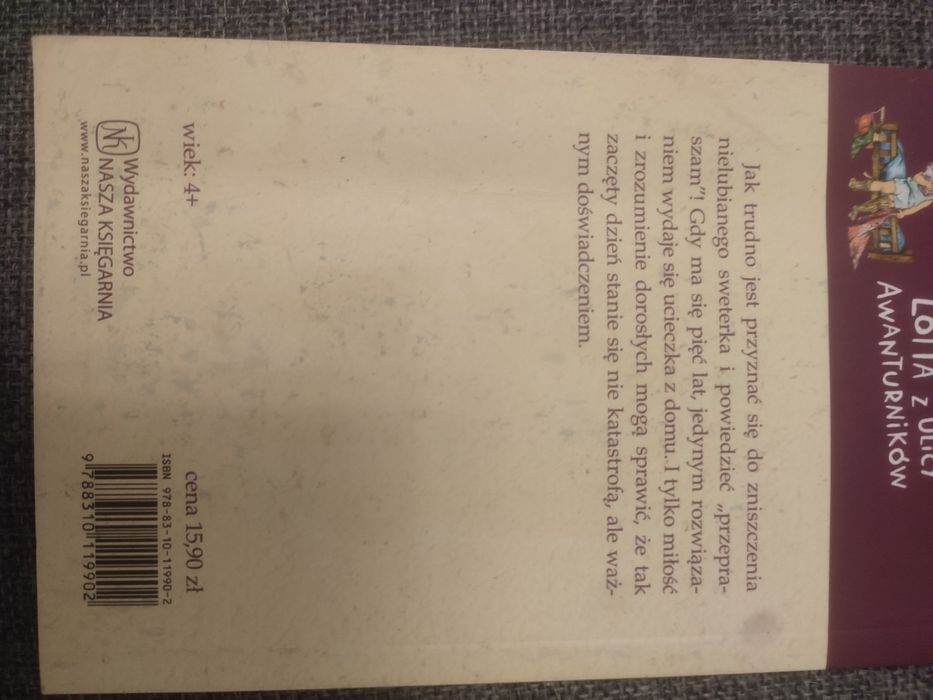 LOTTA Z ULICY
AWANTURNIKÓW
Jak trudno jest przyznać się do zniszczenia
nielubianego sweterka i powiedzieć „przepra-
szam”! Gdy ma się pięć lat, jedynym rozwiąza-
niem wydaje się ucieczka z domu. I tylko miłość
i zrozumienie dorosłych mogą sprawić, że tak
zaczęty dzień stanie się nie katastrofą, ale waż-
nym doświadczeniem.
wiek: 4+
cena 15,90 zł
Nk Wydawnictwo
NASZA KSIĘGARNIA
www.naszaksiegarnia.pl
ISBN 978-83-10-11990-2
9 788310 119902